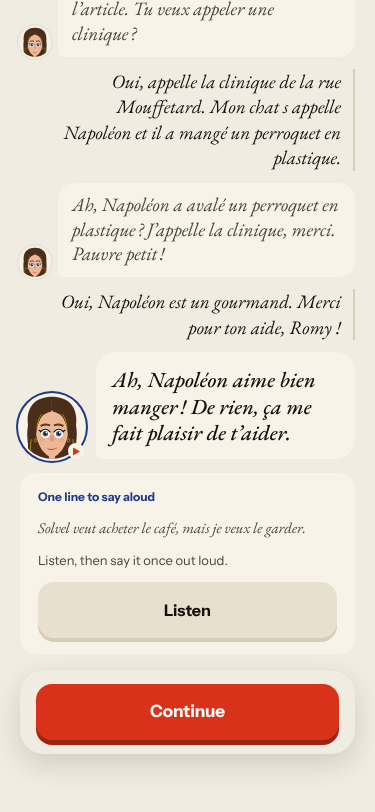 l'article. Tu veux appeler une
clinique ?
Oui, appelle la clinique de la rue
Mouffetard. Mon chat s appelle
Napoléon et il a mangé un perroquet en
plastique.
Ah, Napoléon a avalé un perroquet en
plastique ? J'appelle la clinique, merci.
Pauvre petit !
Oui, Napoléon est un gourmand. Merci
pour ton aide, Romy !
Ah, Napoléon aime bien
manger ! De rien, ça me
fait plaisir de t'aider.
One line to say aloud
Solvel veut acheter le café, mais je veux le garder.
Listen, then say it once out loud.
Listen
Continue